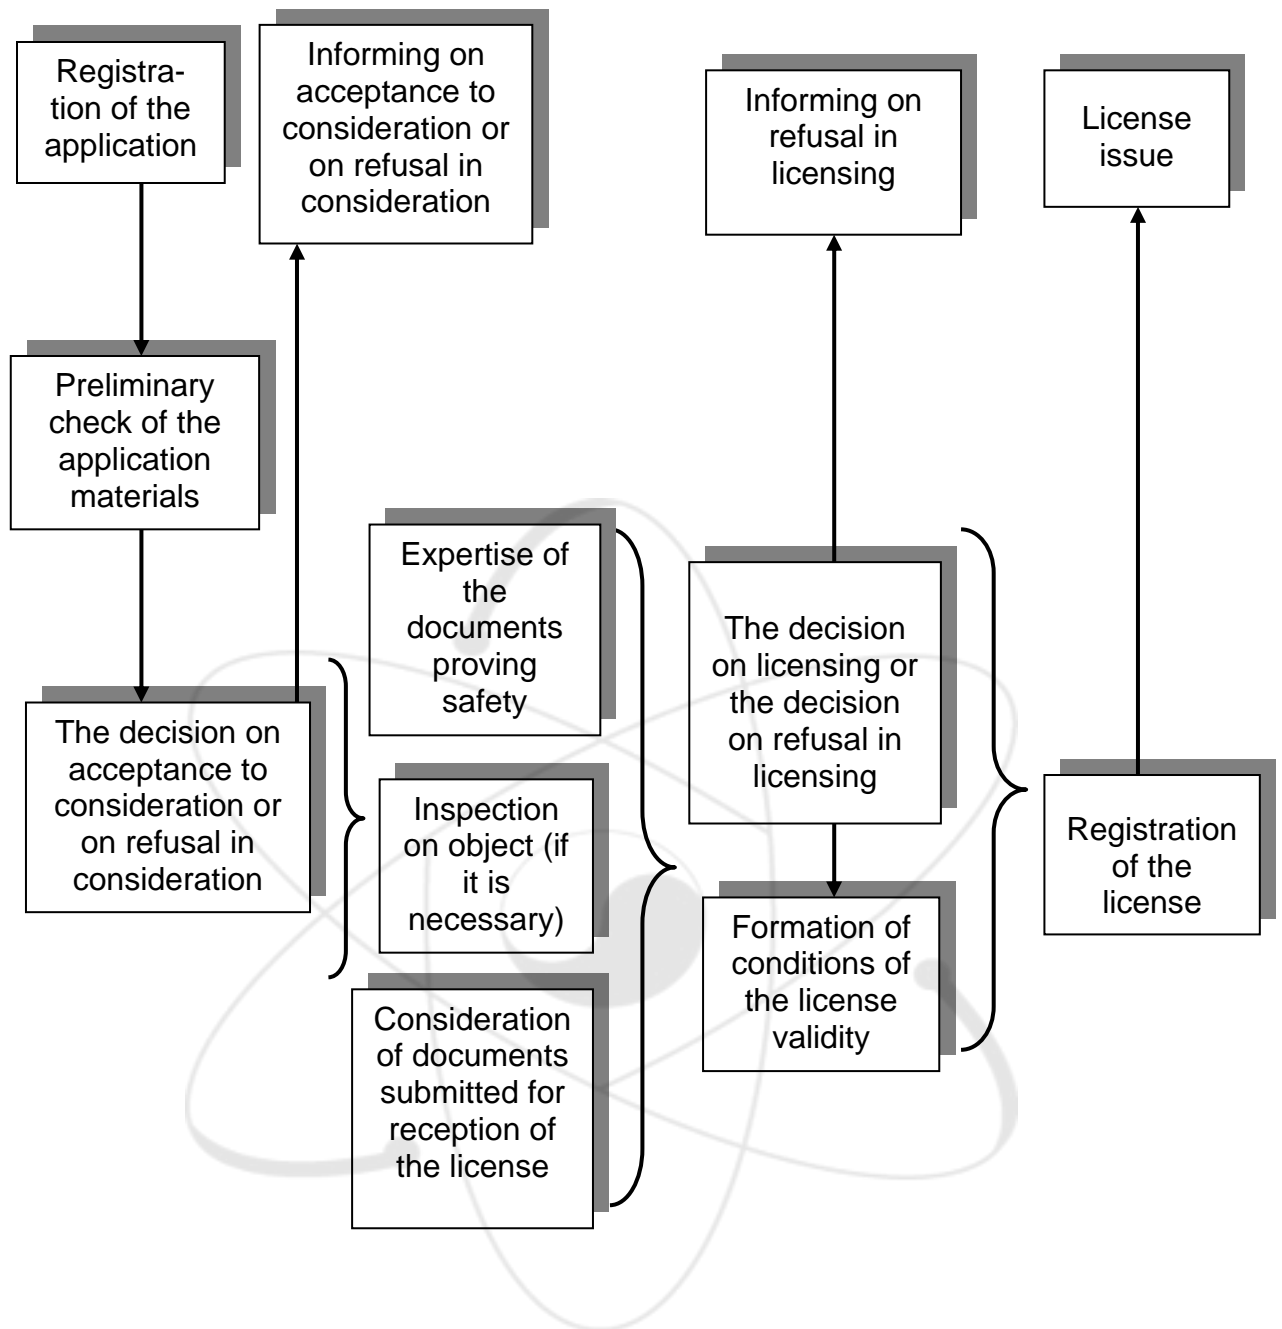 Registra-
tion of the
application
Informing on
acceptance to
consideration or
on refusal in
consideration
Informing on
refusal in
licensing
License
issue
Preliminary
check of the
application
materials
Expertise of
the
documents
proving
safety
The decision
on licensing or
the decision
on refusal in
licensing
The decision on
acceptance to
consideration or
on refusal in
consideration
Inspection
on object (if
it is
necessary)
Registration
of the
license
Formation of
conditions of
the license
validity
Consideration
of documents
submitted for
reception of
the license